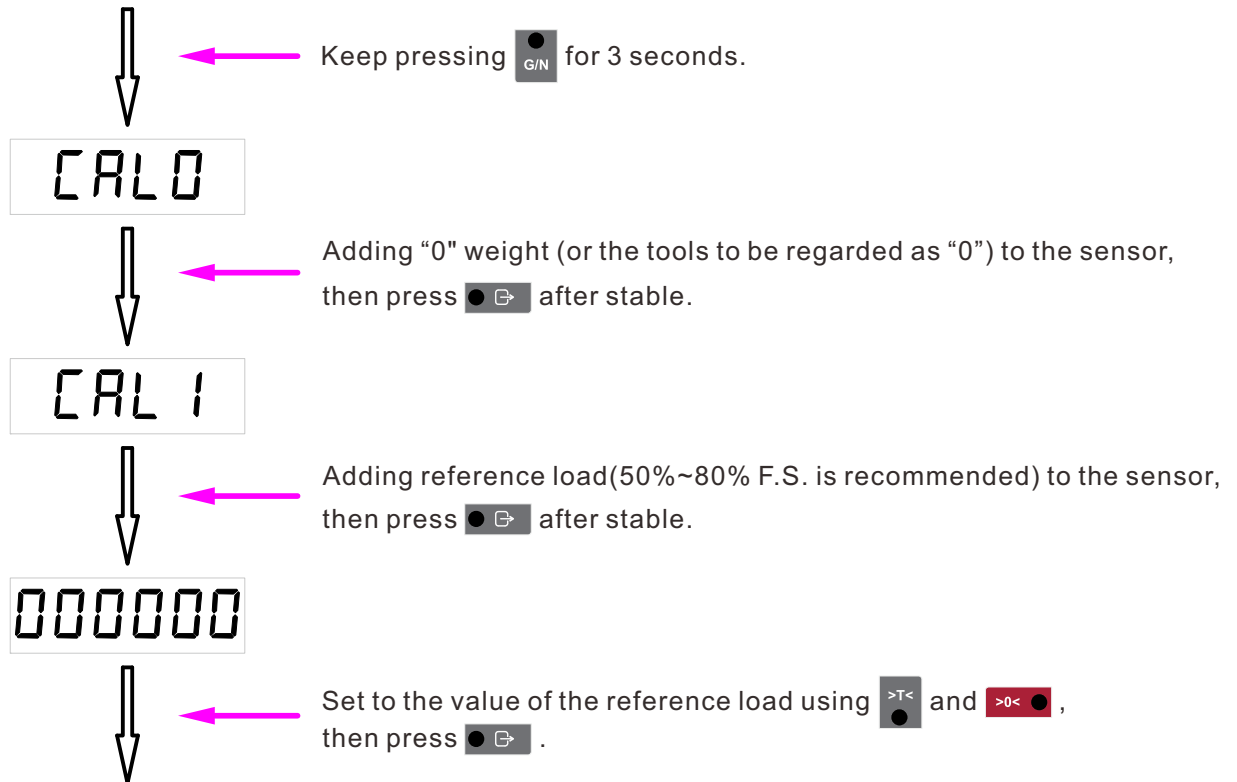 Keep pressing G/N for 3 seconds.
CAL0
Adding “0" weight (or the tools to be regarded as “0”) to the sensor,
then press after stable.
CAL 1
Adding reference load(50%~80% F.S. is recommended) to the sensor,
then press after stable.
000000
Set to the value of the reference load using >T< and >0< ,
then press .